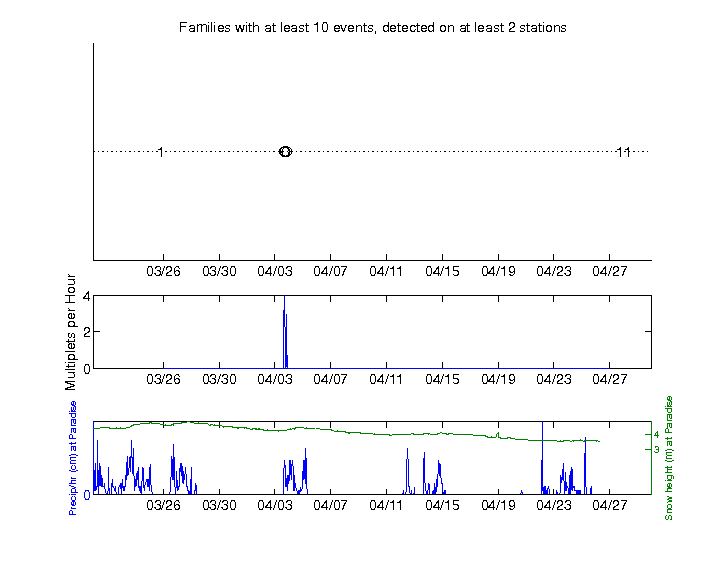 Families with at least 10 events, detected on at least 2 stations
1
11
03/26 03/30 04/03 04/07 04/11 04/15 04/19 04/23 04/27
Multiplets per Hour
4
2
0
03/26 03/30 04/03 04/07 04/11 04/15 04/19 04/23 04/27
Precip/hr (cm) at Paradise
0
4
3
Snow height (m) at Paradise
03/26 03/30 04/03 04/07 04/11 04/15 04/19 04/23 04/27